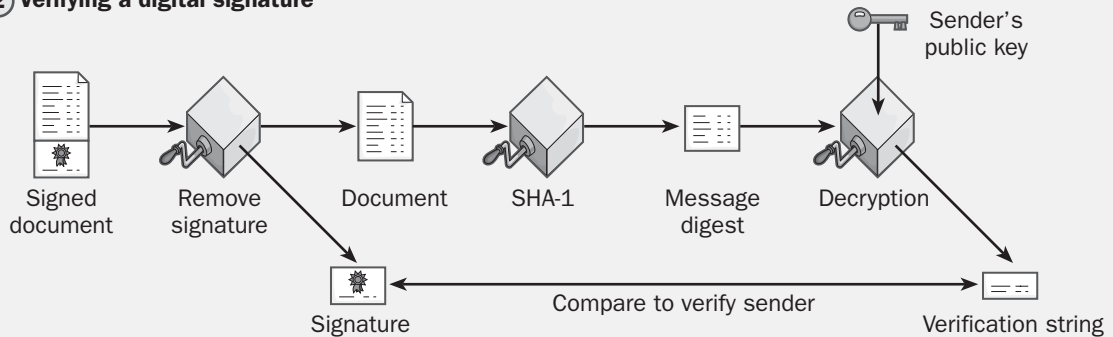 2 Verifying a digital signature
Sender's
public key
Signed
document
Remove
signature
Document
SHA-1
Message
digest
Decryption
Compare to verify sender
Signature
Verification string